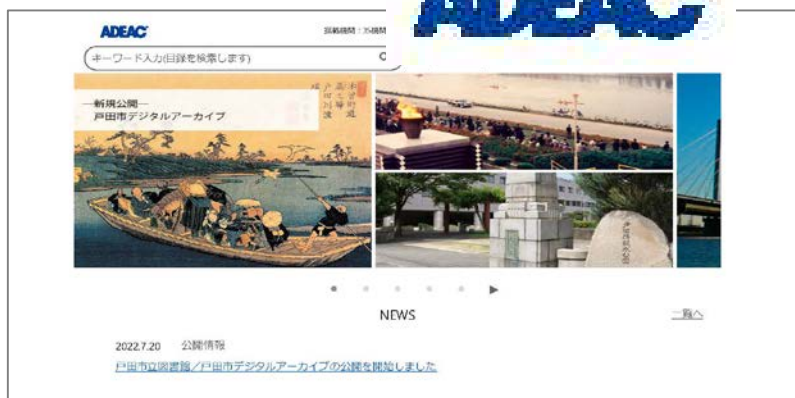 ADEAC
ADEAC
キーワード入力(目録を検索します)
―新規公開―
戸田市デジタルアーカイブ
NEWS
一覧へ
2022.7.20 公開情報
戸田市立図書館/戸田市デジタルアーカイブの公開を開始しました